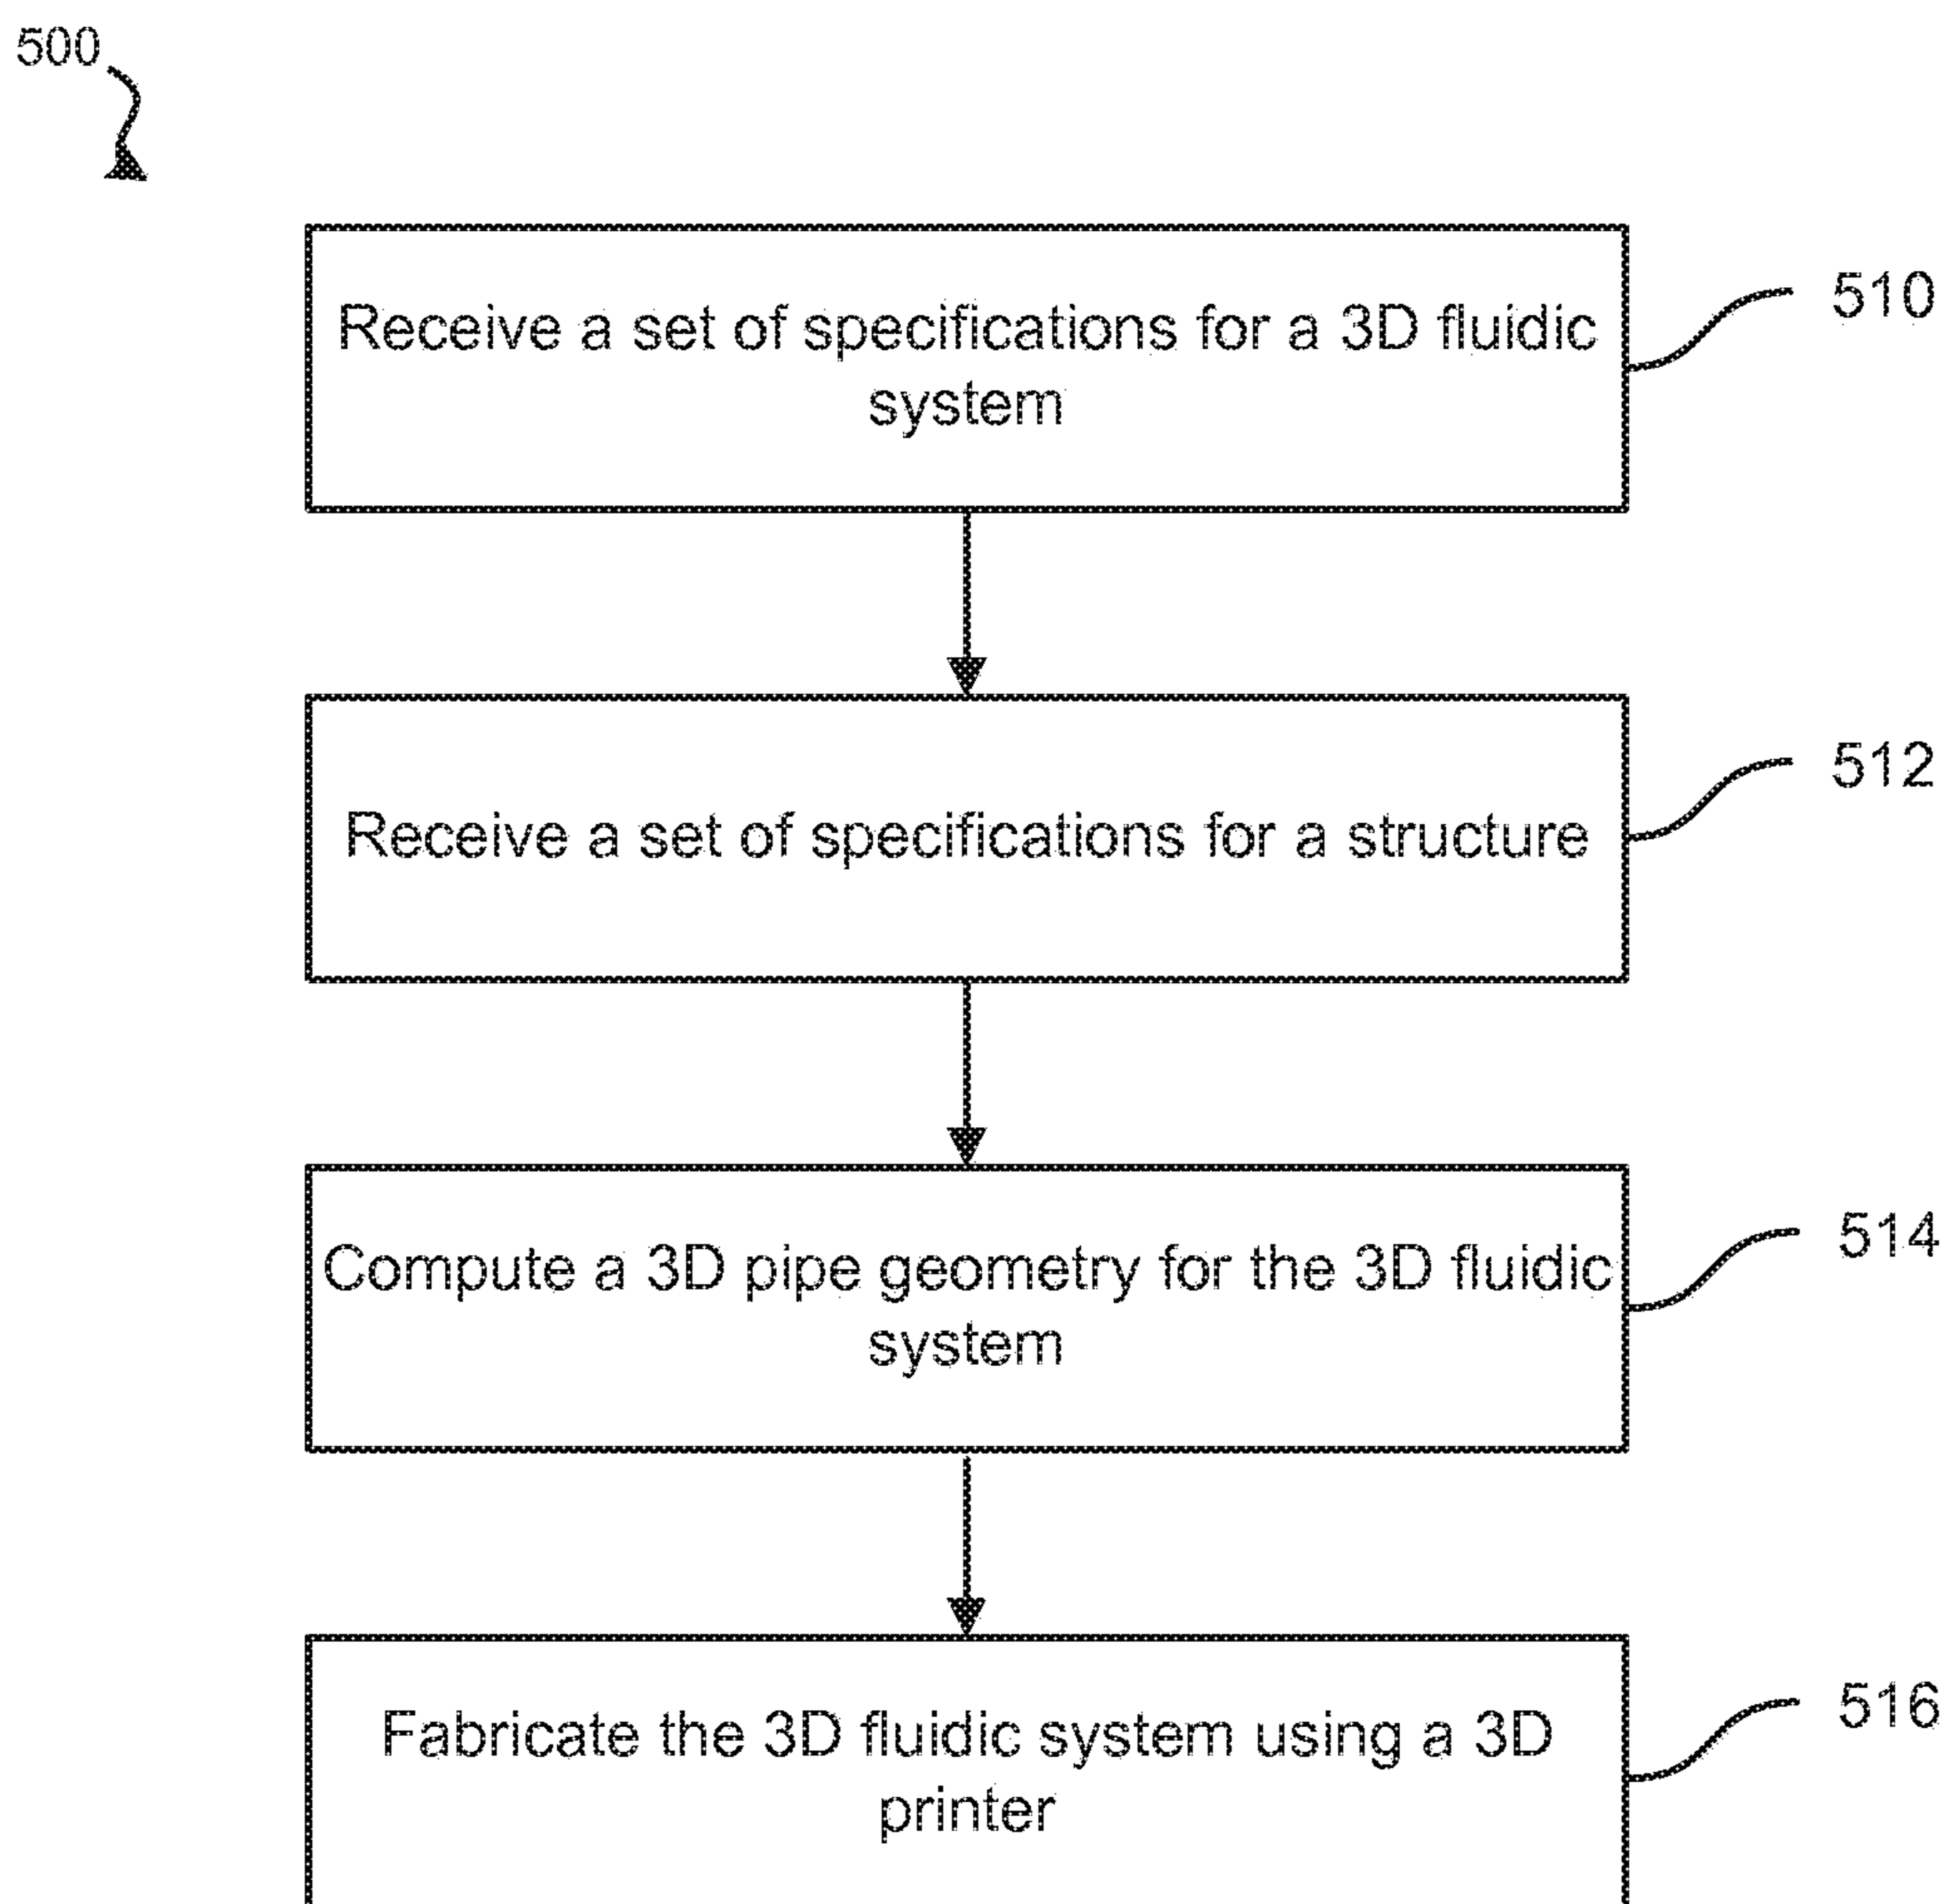 500
Receive a set of specifications for a 3D fluidic
system
510
Receive a set of specifications for a structure
512
Compute a 3D pipe geometry for the 3D fluidic
system
514
Fabricate the 3D fluidic system using a 3D
printer
516